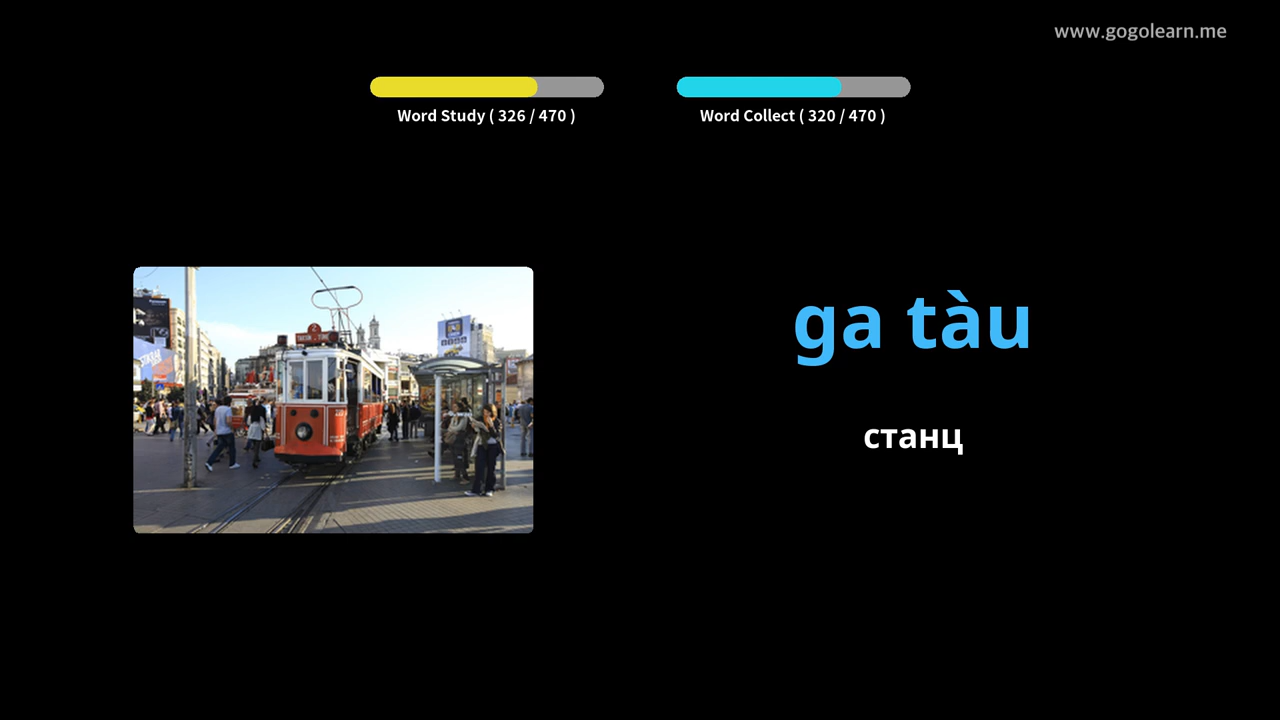 www.gogolearn.me
Word Study ( 326 / 470 )
Word Collect ( 320 / 470 )
ga tàu
станц